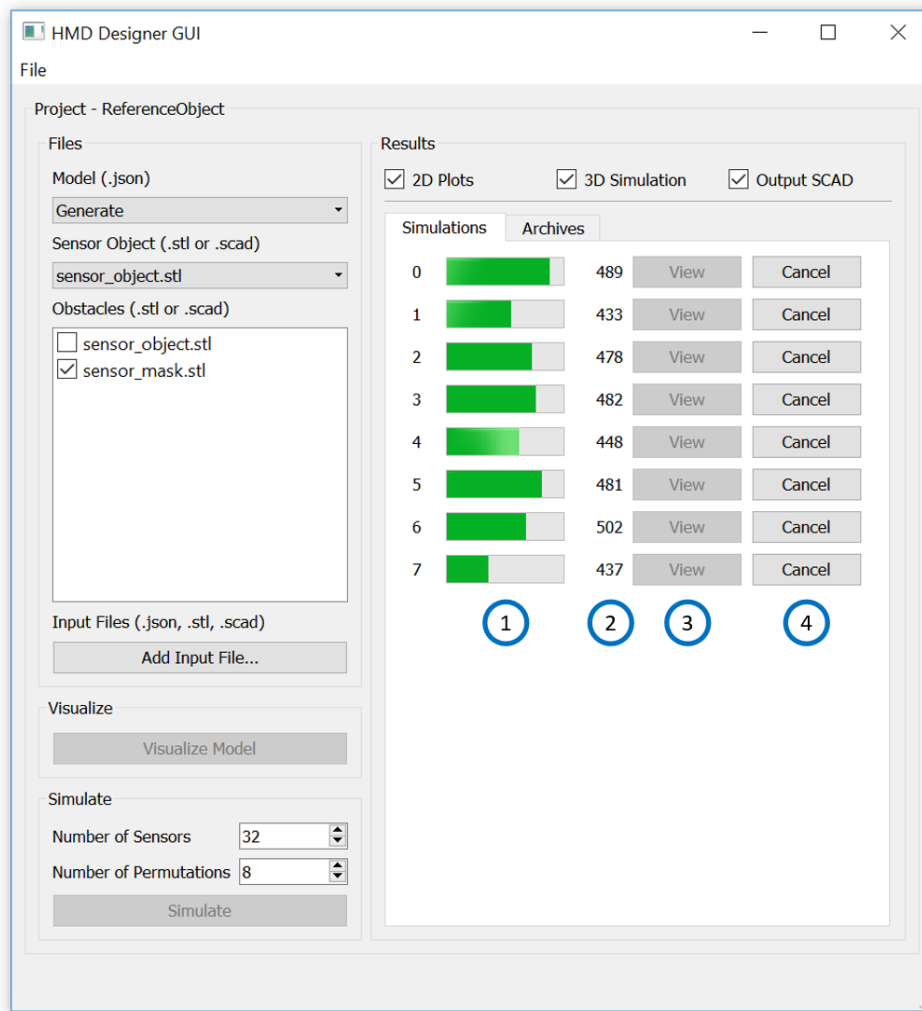 HMD Designer GUI
File
Project - ReferenceObject
Files
Model (.json)
Generate
Sensor Object (.stl or .scad)
sensor_object.stl
Obstacles (.stl or .scad)
sensor_object.stl
sensor_mask.stl
Input Files (.json, .stl, .scad)
Add Input File...
Visualize
Visualize Model
Simulate
Number of Sensors 32
Number of Permutations 8
Simulate
Results
2D Plots 3D Simulation Output SCAD
Simulations Archives
0 489 View Cancel
1 433 View Cancel
2 478 View Cancel
3 482 View Cancel
4 448 View Cancel
5 481 View Cancel
6 502 View Cancel
7 437 View Cancel
1 2 3 4